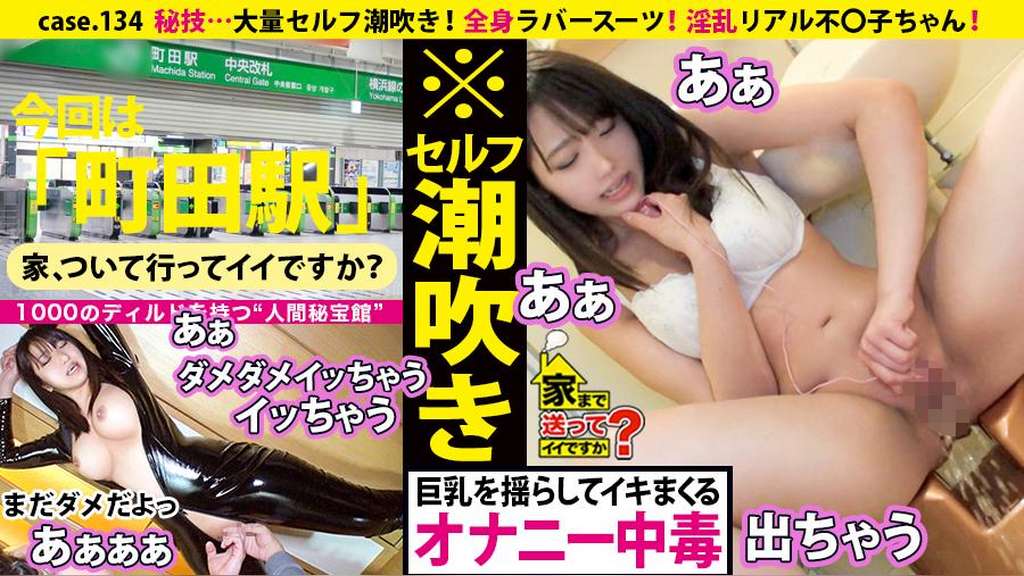 case.134 秘技…大量セルフ潮吹き！全身ラバースーツ！淫乱リアル不〇子ちゃん！
町田駅
Machida Station
中央改札
Central Gate
横浜線の
Yokohama Line
今回は
「町田駅」
家、ついて行ってイイですか？
1000のディルドを持つ“人間秘宝館”
あぁ
ダメダメイッちゃう
イッちゃう
まだダメだよっ
あぁぁぁ
※セルフ潮吹き
あぁ
あぁ
家まで
送って
イイですか
?
巨乳を揺らしてイキまくる
オナニー中毒
出ちゃう